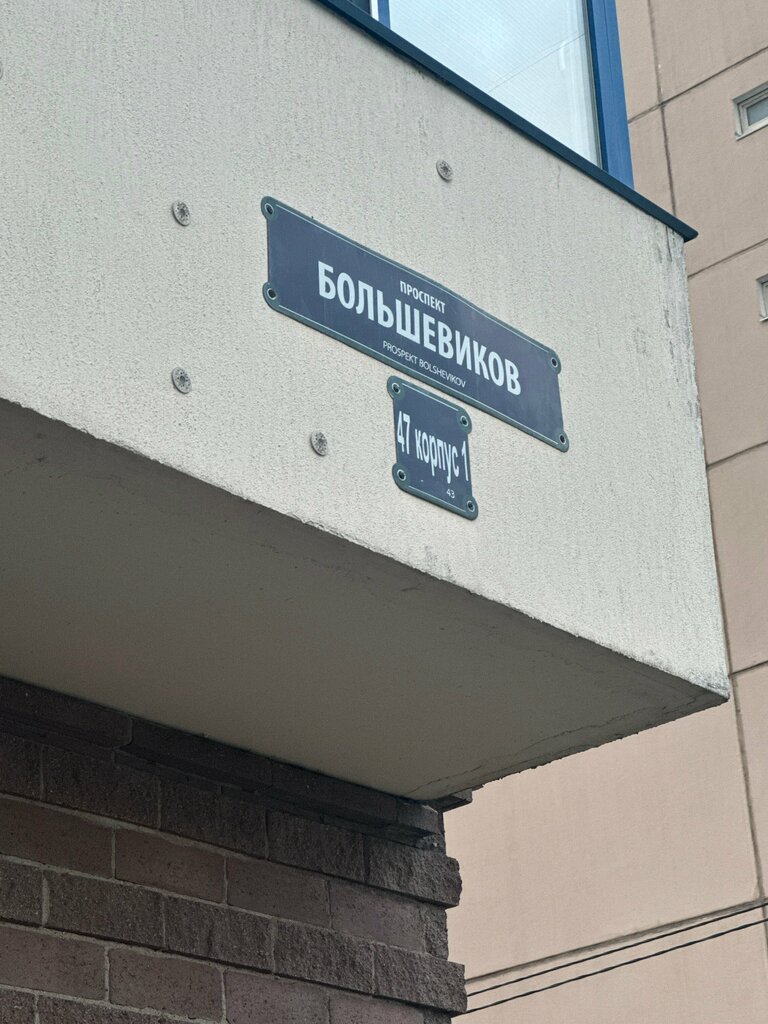 ПРОСПЕКТ
БОЛЬШЕВИКОВ
PROSPEKT BOLSHEVIKOV
47 корпус 1
43